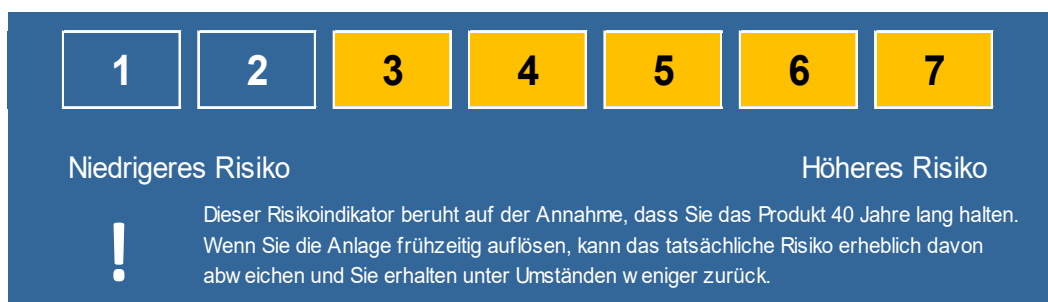 1 2 3 4 5 6 7
Niedrigeres Risiko Höheres Risiko
! Dieser Risikoindikator beruht auf der Annahme, dass Sie das Produkt 40 Jahre lang halten.
Wenn Sie die Anlage frühzeitig auflösen, kann das tatsächliche Risiko erheblich davon
abw eichen und Sie erhalten unter Umständen w eniger zurück.